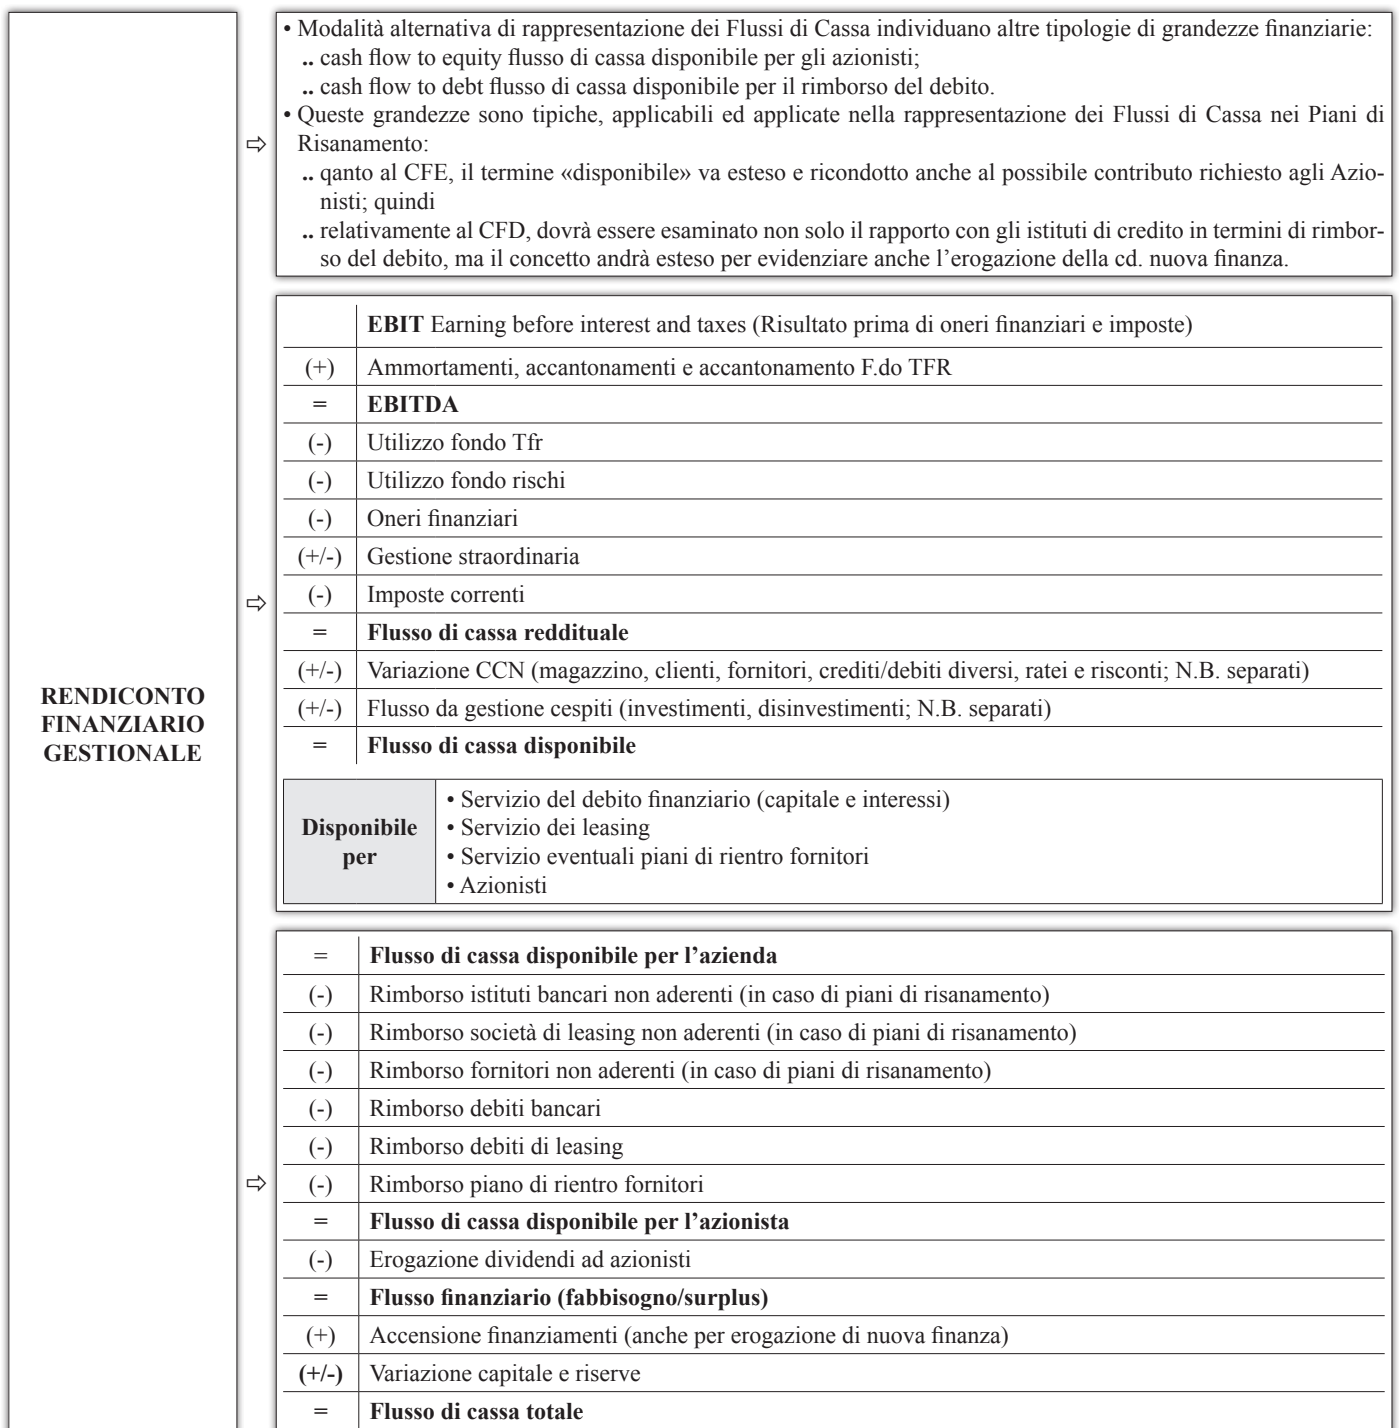 RENDICONTO
FINANZIARIO
GESTIONALE
⇨
• Modalità alternativa di rappresentazione dei Flussi di Cassa individuano altre tipologie di grandezze finanziarie:
.. cash flow to equity flusso di cassa disponibile per gli azionisti;
.. cash flow to debt flusso di cassa disponibile per il rimborso del debito.
• Queste grandezze sono tipiche, applicabili ed applicate nella rappresentazione dei Flussi di Cassa nei Piani di
Risanamento:
.. qanto al CFE, il termine «disponibile» va esteso e ricondotto anche al possibile contributo richiesto agli Azio-
nisti; quindi
.. relativamente al CFD, dovrà essere esaminato non solo il rapporto con gli istituti di credito in termini di rimbor-
so del debito, ma il concetto andrà esteso per evidenziare anche l'erogazione della cd. nuova finanza.
⇨
EBIT Earning before interest and taxes (Risultato prima di oneri finanziari e imposte)
(+) Ammortamenti, accantonamenti e accantonamento F.do TFR
= EBITDA
(-) Utilizzo fondo Tfr
(-) Utilizzo fondo rischi
(-) Oneri finanziari
(+/-) Gestione straordinaria
(-) Imposte correnti
= Flusso di cassa reddituale
(+/-) Variazione CCN (magazzino, clienti, fornitori, crediti/debiti diversi, ratei e risconti; N.B. separati)
(+/-) Flusso da gestione cespiti (investimenti, disinvestimenti; N.B. separati)
= Flusso di cassa disponibile
Disponibile
per
• Servizio del debito finanziario (capitale e interessi)
• Servizio dei leasing
• Servizio eventuali piani di rientro fornitori
• Azionisti
⇨
= Flusso di cassa disponibile per l'azienda
(-) Rimborso istituti bancari non aderenti (in caso di piani di risanamento)
(-) Rimborso società di leasing non aderenti (in caso di piani di risanamento)
(-) Rimborso fornitori non aderenti (in caso di piani di risanamento)
(-) Rimborso debiti bancari
(-) Rimborso debiti di leasing
(-) Rimborso piano di rientro fornitori
= Flusso di cassa disponibile per l'azionista
(-) Erogazione dividendi ad azionisti
= Flusso finanziario (fabbisogno/surplus)
(+) Accensione finanziamenti (anche per erogazione di nuova finanza)
(+/-) Variazione capitale e riserve
= Flusso di cassa totale